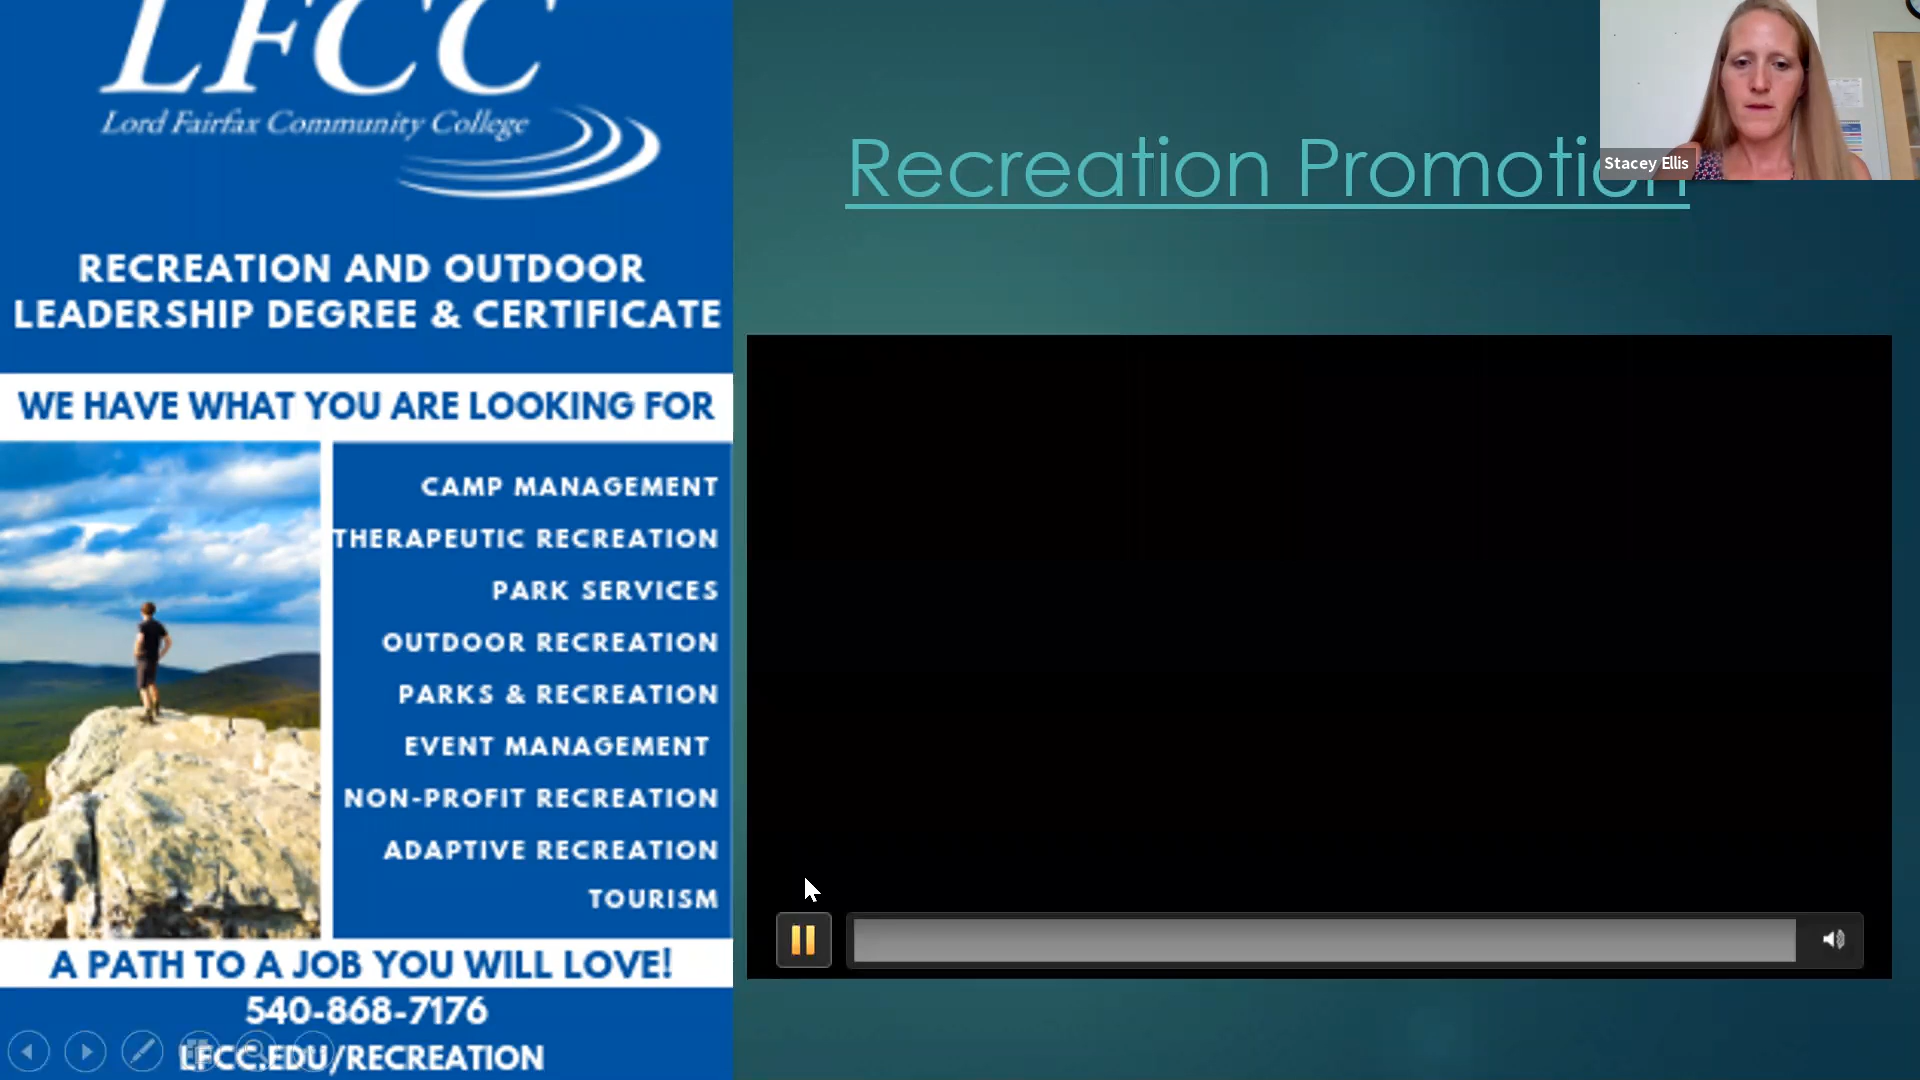 LFCC
Lord Fairfax Community College
RECREATION AND OUTDOOR
LEADERSHIP DEGREE & CERTIFICATE
WE HAVE WHAT YOU ARE LOOKING FOR
CAMP MANAGEMENT
THERAPEUTIC RECREATION
PARK SERVICES
OUTDOOR RECREATION
PARKS & RECREATION
EVENT MANAGEMENT
NON-PROFIT RECREATION
ADAPTIVE RECREATION
TOURISM
A PATH TO A JOB YOU WILL LOVE!
540-868-7176
LFCC.EDU/RECREATION
Recreation Promotion
Stacey Ellis